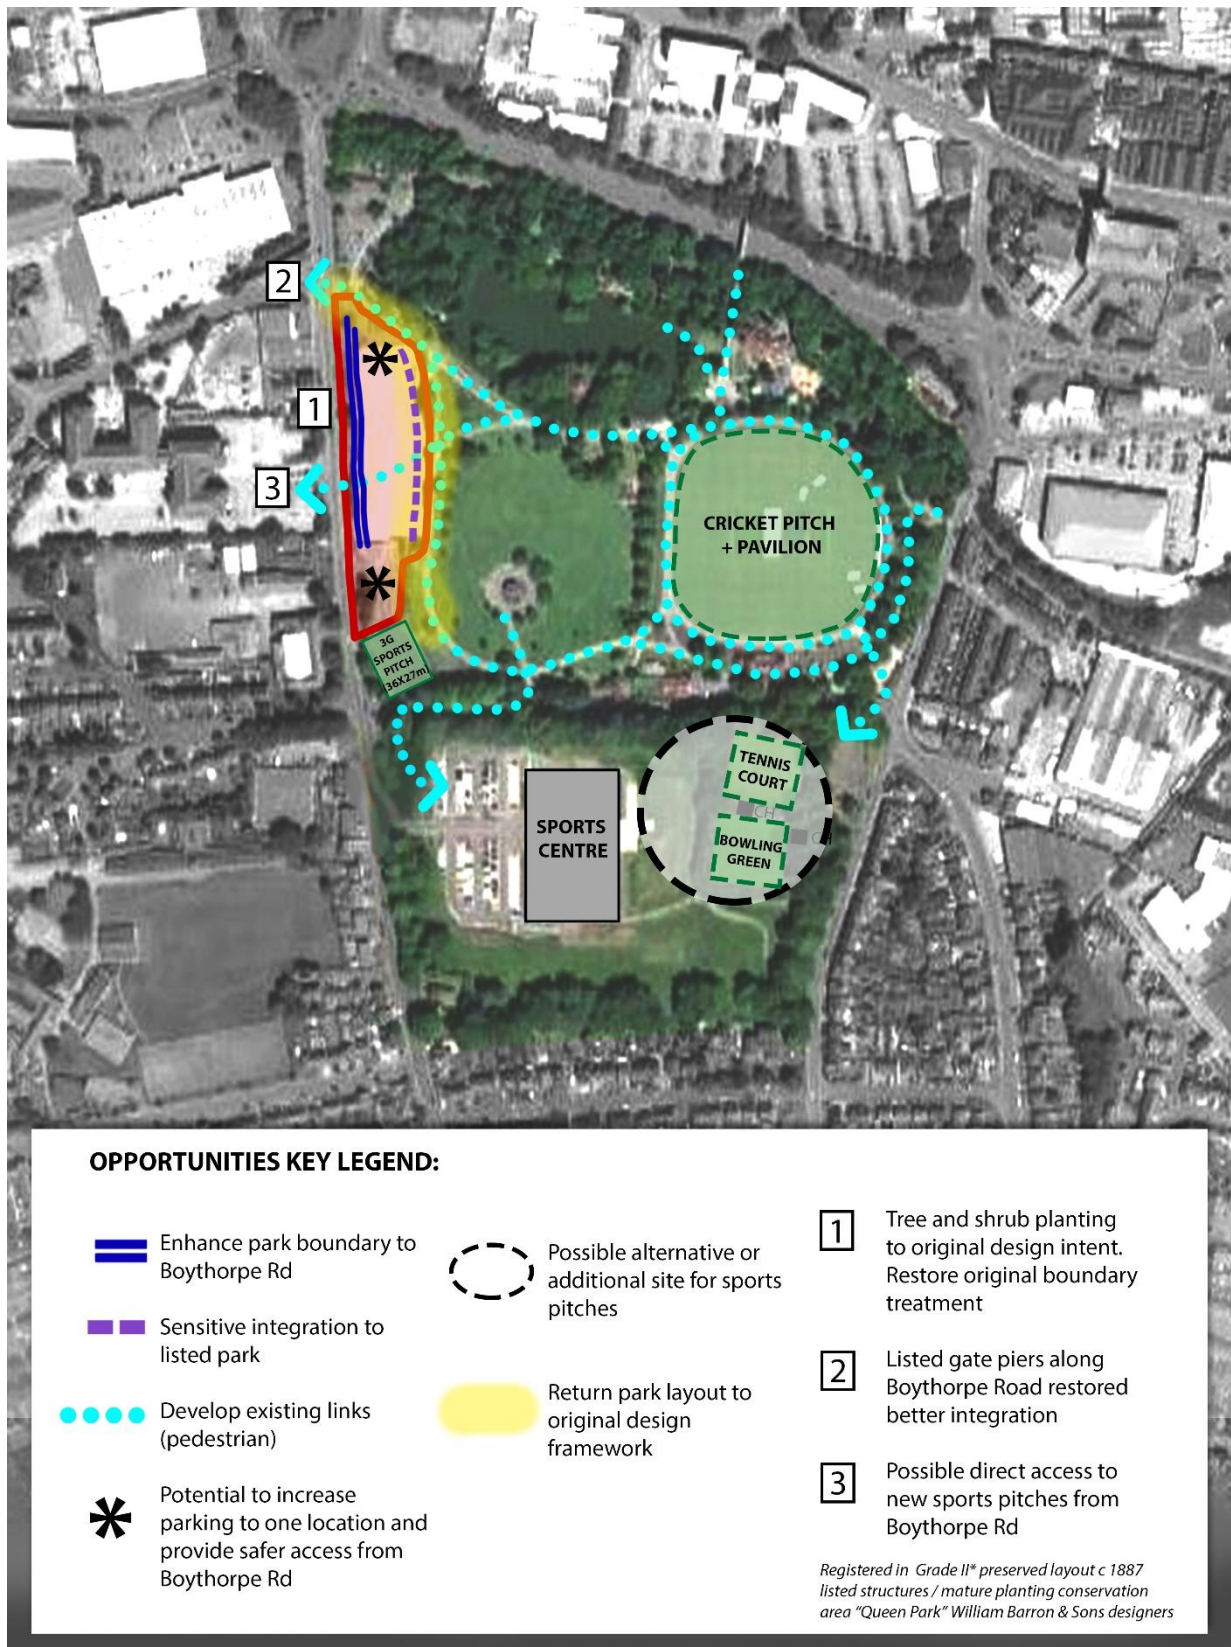 2
1
3
CRICKET PITCH
+ PAVILION
3G
SPORTS
PITCH
36X27m
TENNIS
COURT
CH
CH
BOWLING
GREEN
SPORTS
CENTRE
OPPORTUNITIES KEY LEGEND:
Enhance park boundary to
Boythorpe Rd
Sensitive integration to
listed park
Develop existing links
(pedestrian)
Potential to increase
parking to one location and
provide safer access from
Boythorpe Rd
Possible alternative or
additional site for sports
pitches
Return park layout to
original design
framework
1
Tree and shrub planting
to original design intent.
Restore original boundary
treatment
2
Listed gate piers along
Boythorpe Road restored
better integration
3
Possible direct access to
new sports pitches from
Boythorpe Rd
Registered in Grade II* preserved layout c 1887
listed structures / mature planting conservation
area "Queen Park" William Barron & Sons designers